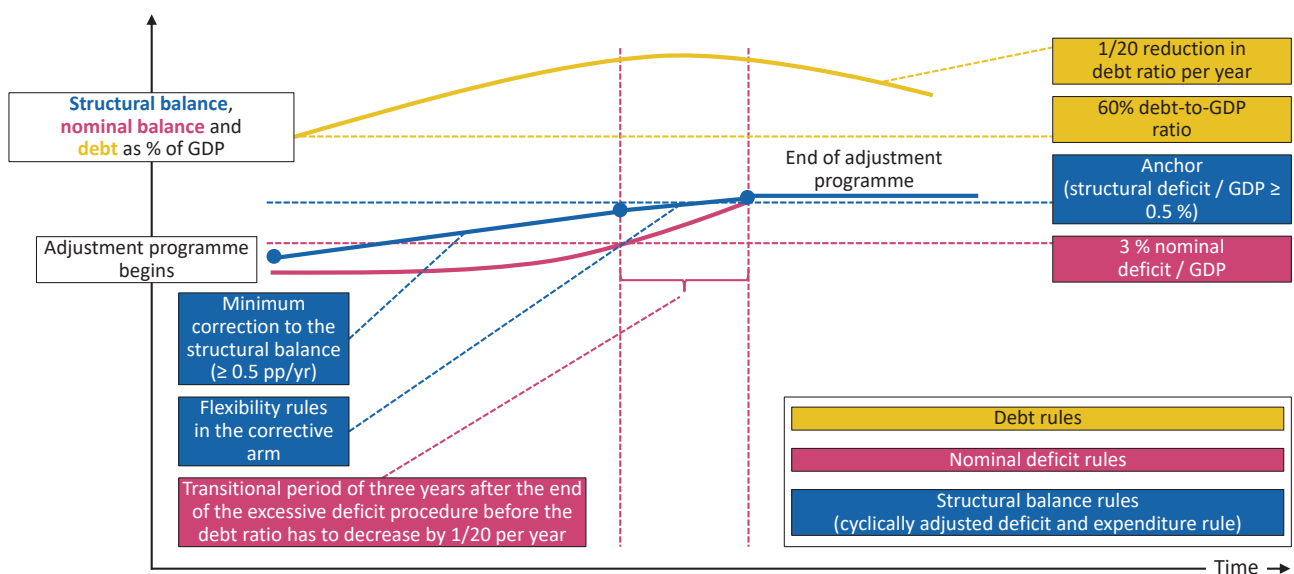 1/20 reduction in
debt ratio per year
Structural balance,
nominal balance and
debt as % of GDP
60% debt-to-GDP
ratio
End of adjustment
programme
Anchor
(structural deficit / GDP ≥
0.5 %)
Adjustment programme
begins
3 % nominal
deficit / GDP
Minimum
correction to the
structural balance
(≥ 0.5 pp/yr)
Flexibility rules
in the corrective
arm
Transitional period of three years after the end
of the excessive deficit procedure before the
debt ratio has to decrease by 1/20 per year
Debt rules
Nominal deficit rules
Structural balance rules
(cyclically adjusted deficit and expenditure rule)
Time